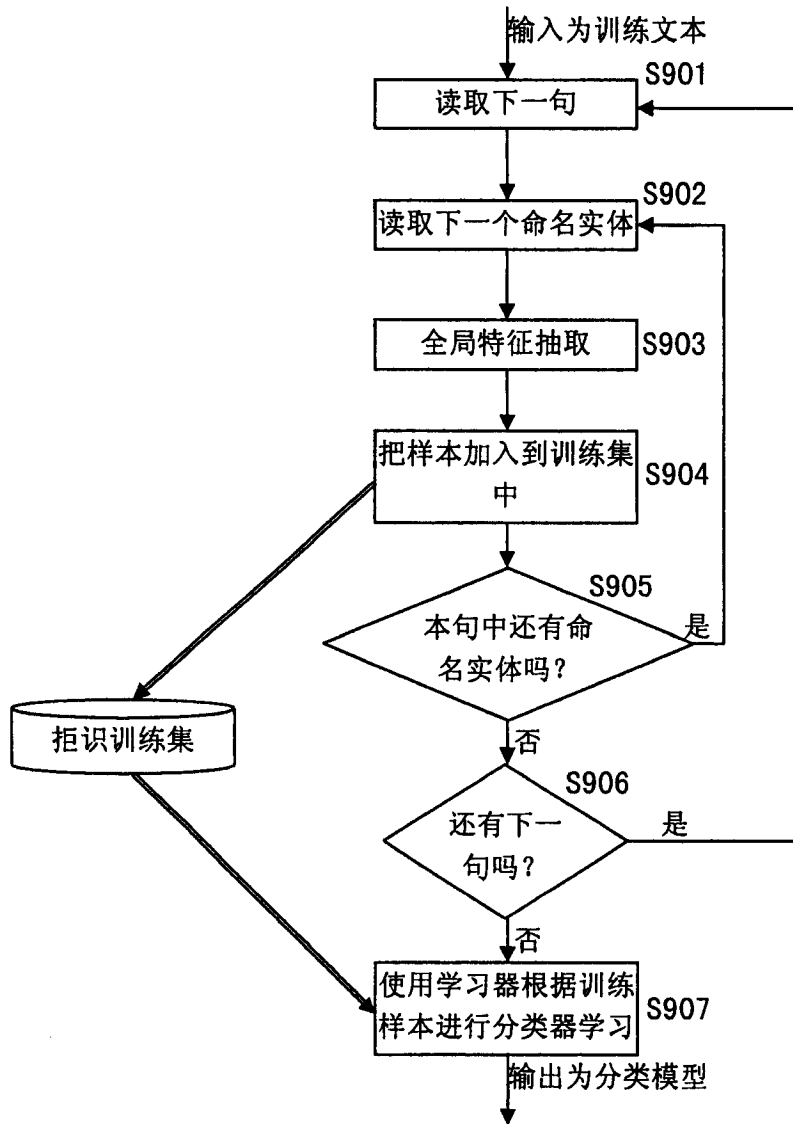 输入为训练文本
S901
读取下一句
S902
读取下一个命名实体
全局特征抽取
S903
把样本加入到训练集
中
S904
S905
本句中还有命
名实体吗？
是
拒识训练集
否
S906
还有下一
句吗？
是
否
使用学习器根据训练
样本进行分类器学习
S907
输出为分类模型